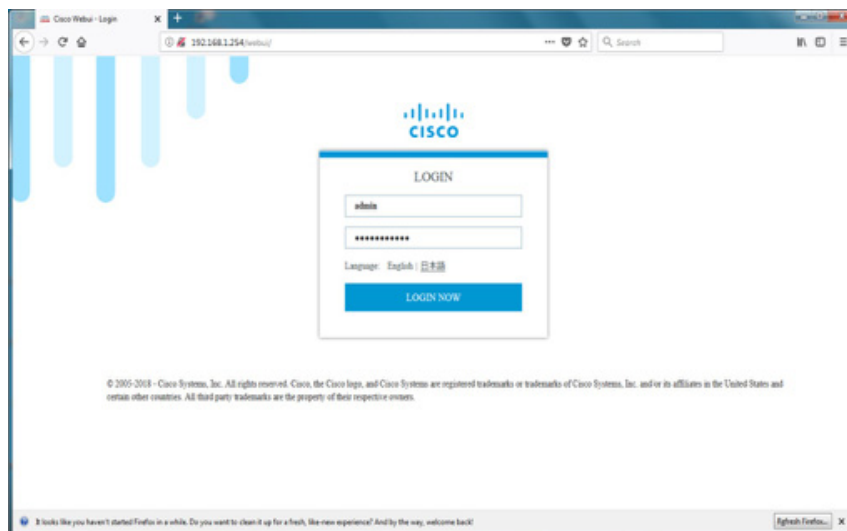 Cisco Webui - Login
192.168.1.254/webui/
Search
CISCO
LOGIN
admin
•••••••••••
Language: English | 日本語
LOGIN NOW
© 2005-2018 - Cisco Systems, Inc. All rights reserved. Cisco, the Cisco logo, and Cisco Systems are registered trademarks or trademarks of Cisco Systems, Inc. and/or its affiliates in the United States and
certain other countries. All third party trademarks are the property of their respective owners.
It looks like you haven't started Firefox in a while. Do you want to clean it up for a fresh, like-new experience? And by the way, welcome back!
Refresh Firefox...